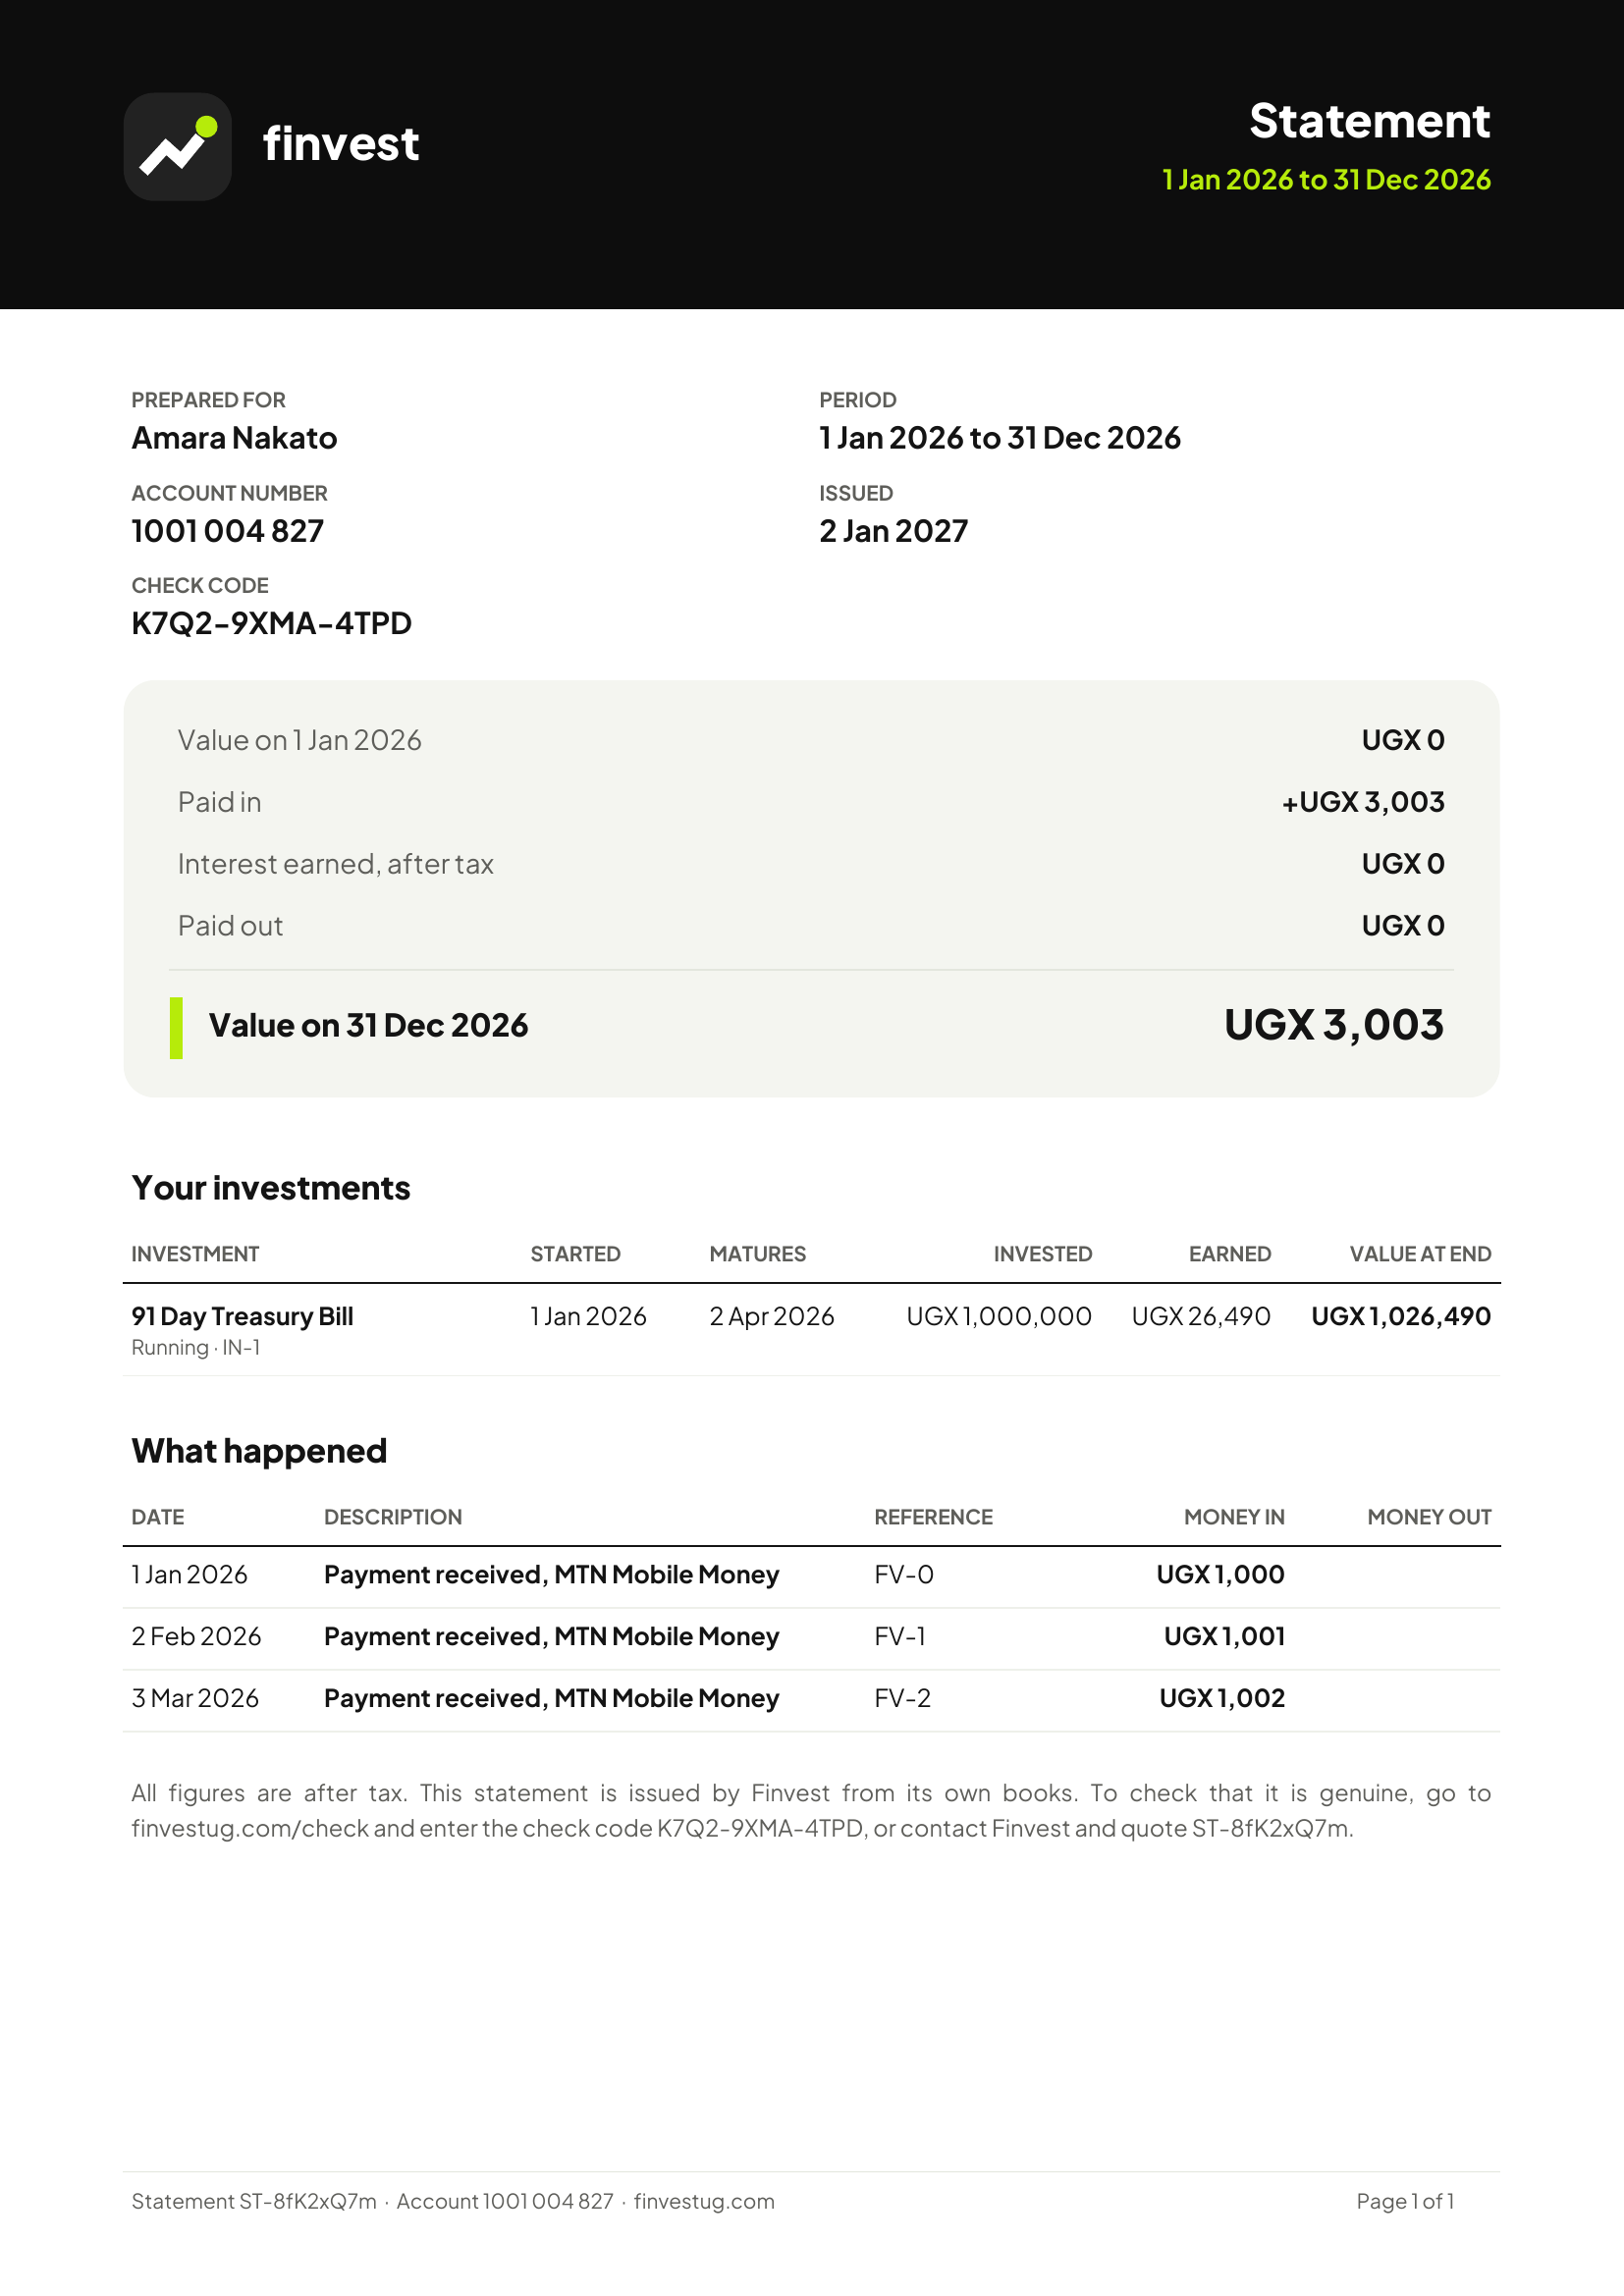 finvest
Statement
1 Jan 2026 to 31 Dec 2026
PREPARED FOR
Amara Nakato
PERIOD
1 Jan 2026 to 31 Dec 2026
ACCOUNT NUMBER
1001 004 827
ISSUED
2 Jan 2027
CHECK CODE
K7Q2-9XMA-4TPD
Value on 1 Jan 2026 UGX 0
Paid in +UGX 3,003
Interest earned, after tax UGX 0
Paid out UGX 0
Value on 31 Dec 2026 UGX 3,003
Your investments
INVESTMENT STARTED MATURES INVESTED EARNED VALUE AT END
91 Day Treasury Bill 1 Jan 2026 2 Apr 2026 UGX 1,000,000 UGX 26,490 UGX 1,026,490
Running · IN-1
What happened
DATE DESCRIPTION REFERENCE MONEY IN MONEY OUT
1 Jan 2026 Payment received, MTN Mobile Money FV-0 UGX 1,000
2 Feb 2026 Payment received, MTN Mobile Money FV-1 UGX 1,001
3 Mar 2026 Payment received, MTN Mobile Money FV-2 UGX 1,002
All figures are after tax. This statement is issued by Finvest from its own books. To check that it is genuine, go to
finvestug.com/check and enter the check code K7Q2-9XMA-4TPD, or contact Finvest and quote ST-8fK2xQ7m.
Statement ST-8fK2xQ7m · Account 1001 004 827 · finvestug.com Page 1 of 1